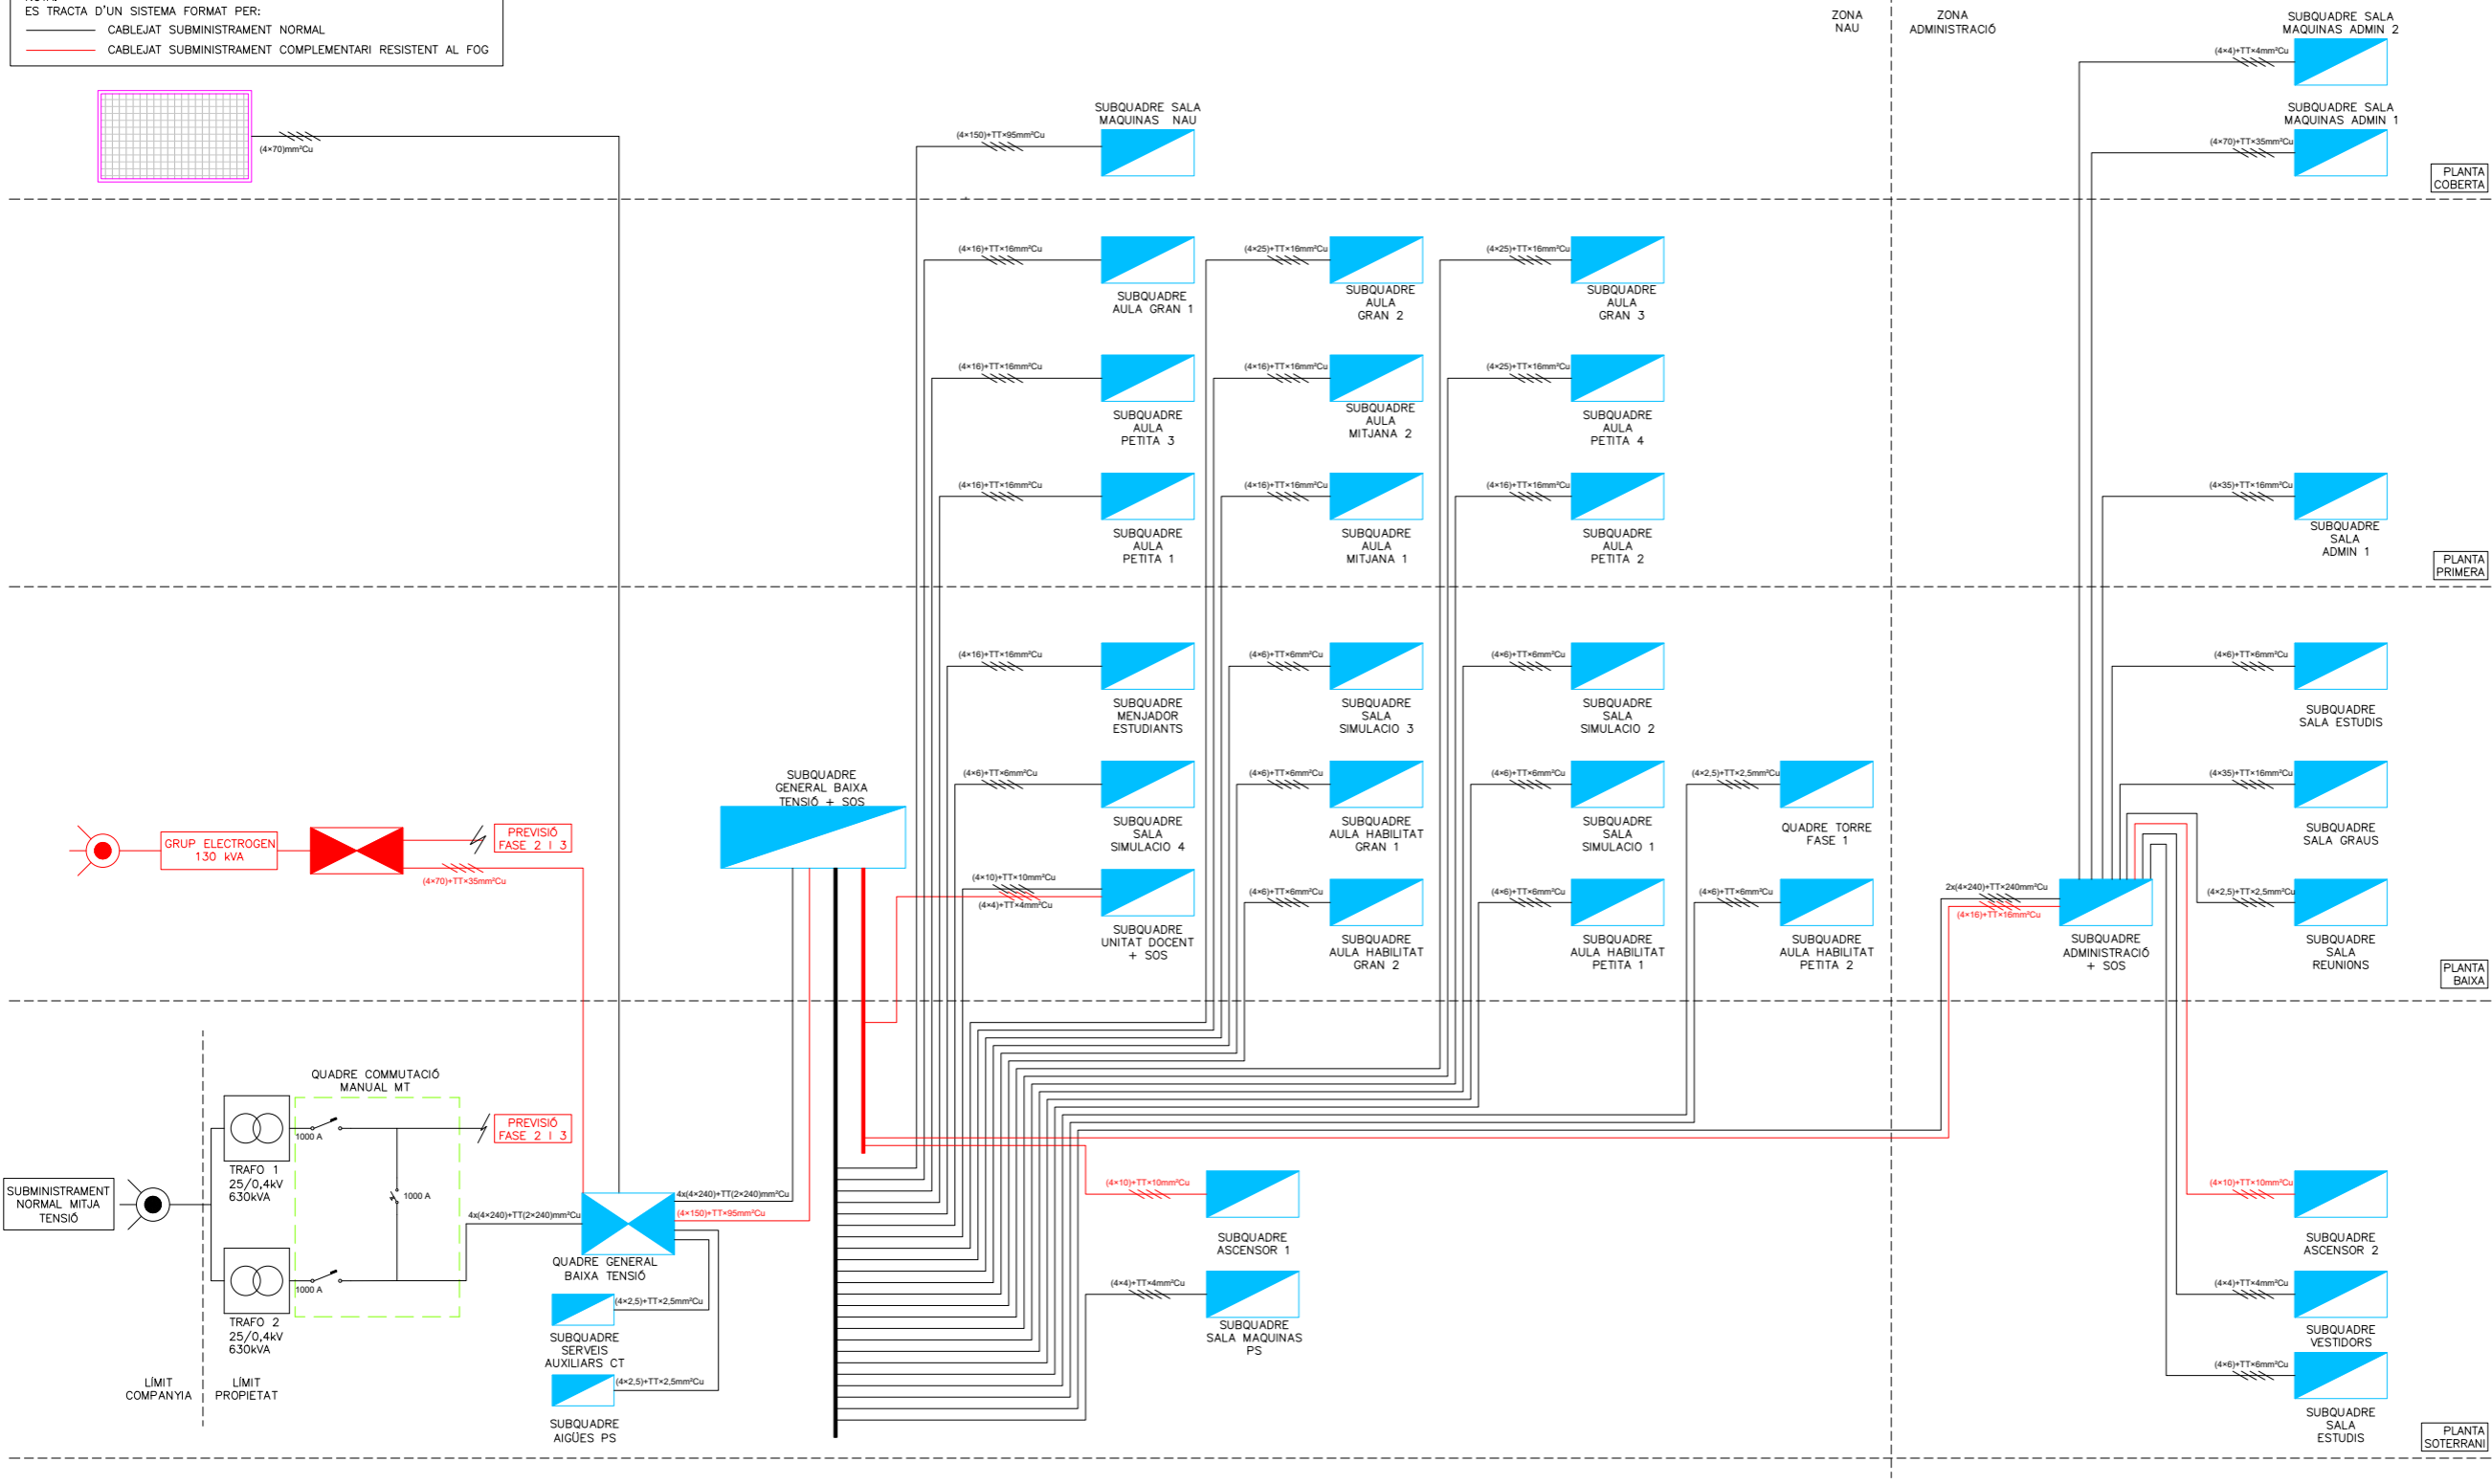 ES TRACTA D'UN SISTEMA FORMAT PER:
CABLEJAT SUBMINISTRAMENT NORMAL
CABLEJAT SUBMINISTRAMENT COMPLEMENTARI RESISTENT AL FOG
ZONA
NAU
ZONA
ADMINISTRACIÓ
SUBQUADRE SALA
MAQUINAS ADMIN 2
(4×4)+TT×4mm²Cu
SUBQUADRE SALA
MAQUINAS ADMIN 1
(4×70)+TT×35mm²Cu
(4×70)mm²Cu
SUBQUADRE SALA
MAQUINAS NAU
(4×150)+TT×95mm²Cu
PLANTA
COBERTA
(4×16)+TT×16mm²Cu
SUBQUADRE
AULA GRAN 1
(4×25)+TT×16mm²Cu
SUBQUADRE
AULA
GRAN 2
(4×25)+TT×16mm²Cu
SUBQUADRE
AULA
GRAN 3
(4×16)+TT×16mm²Cu
SUBQUADRE
AULA
PETITA 3
(4×16)+TT×16mm²Cu
SUBQUADRE
AULA
MITJANA 2
(4×25)+TT×16mm²Cu
SUBQUADRE
AULA
PETITA 4
(4×16)+TT×16mm²Cu
SUBQUADRE
AULA
PETITA 1
(4×16)+TT×16mm²Cu
SUBQUADRE
AULA
MITJANA 1
(4×16)+TT×16mm²Cu
SUBQUADRE
AULA
PETITA 2
(4×35)+TT×16mm²Cu
SUBQUADRE
SALA
ADMIN 1
PLANTA
PRIMERA
(4×16)+TT×16mm²Cu
SUBQUADRE
MENJADOR
ESTUDIANTS
(4×6)+TT×6mm²Cu
SUBQUADRE
SALA
SIMULACIO 3
(4×6)+TT×6mm²Cu
SUBQUADRE
SALA
SIMULACIO 2
(4×6)+TT×6mm²Cu
SUBQUADRE
SALA ESTUDIS
SUBQUADRE
GENERAL BAIXA
TENSIÓ + SOS
(4×6)+TT×6mm²Cu
SUBQUADRE
SALA
SIMULACIO 4
(4×6)+TT×6mm²Cu
SUBQUADRE
AULA HABILITAT
GRAN 1
(4×6)+TT×6mm²Cu
SUBQUADRE
SALA
SIMULACIO 1
(4×2,5)+TT×2,5mm²Cu
QUADRE TORRE
FASE 1
(4×35)+TT×16mm²Cu
SUBQUADRE
SALA GRAUS
GRUP ELECTROGEN
130 kVA
PREVISIÓ
FASE 2 I 3
(4×70)+TT×35mm²Cu
(4×10)+TT×10mm²Cu
(4×4)+TT×4mm²Cu
SUBQUADRE
UNITAT DOCENT
+ SOS
(4×6)+TT×6mm²Cu
SUBQUADRE
AULA HABILITAT
GRAN 2
(4×6)+TT×6mm²Cu
SUBQUADRE
AULA HABILITAT
PETITA 1
(4×6)+TT×6mm²Cu
SUBQUADRE
AULA HABILITAT
PETITA 2
2x(4×240)+TT×240mm²Cu
(4×16)+TT×16mm²Cu
SUBQUADRE
ADMINISTRACIÓ
+ SOS
(4×2,5)+TT×2,5mm²Cu
SUBQUADRE
SALA
REUNIONS
PLANTA
BAIXA
QUADRE COMMUTACIÓ
MANUAL MT
1000 A
PREVISIÓ
FASE 2 I 3
TRAFO 1
25/0,4kV
630kVA
1000 A
SUBMINISTRAMENT
NORMAL MITJA
TENSIÓ
4x(4×240)+TT(2×240)mm²Cu
4x(4×240)+TT(2×240)mm²Cu
(4×150)+TT×95mm²Cu
QUADRE GENERAL
BAIXA TENSIÓ
1000 A
TRAFO 2
25/0,4kV
630kVA
(4×2,5)+TT×2,5mm²Cu
SUBQUADRE
SERVEIS
AUXILIARS CT
(4×2,5)+TT×2,5mm²Cu
SUBQUADRE
AIGÜES PS
LÍMIT
COMPANYIA
LÍMIT
PROPIETAT
(4×10)+TT×10mm²Cu
SUBQUADRE
ASCENSOR 1
(4×4)+TT×4mm²Cu
SUBQUADRE
SALA MAQUINAS
PS
(4×10)+TT×10mm²Cu
SUBQUADRE
ASCENSOR 2
(4×4)+TT×4mm²Cu
SUBQUADRE
VESTIDORS
(4×6)+TT×6mm²Cu
SUBQUADRE
SALA
ESTUDIS
PLANTA
SOTERRANI